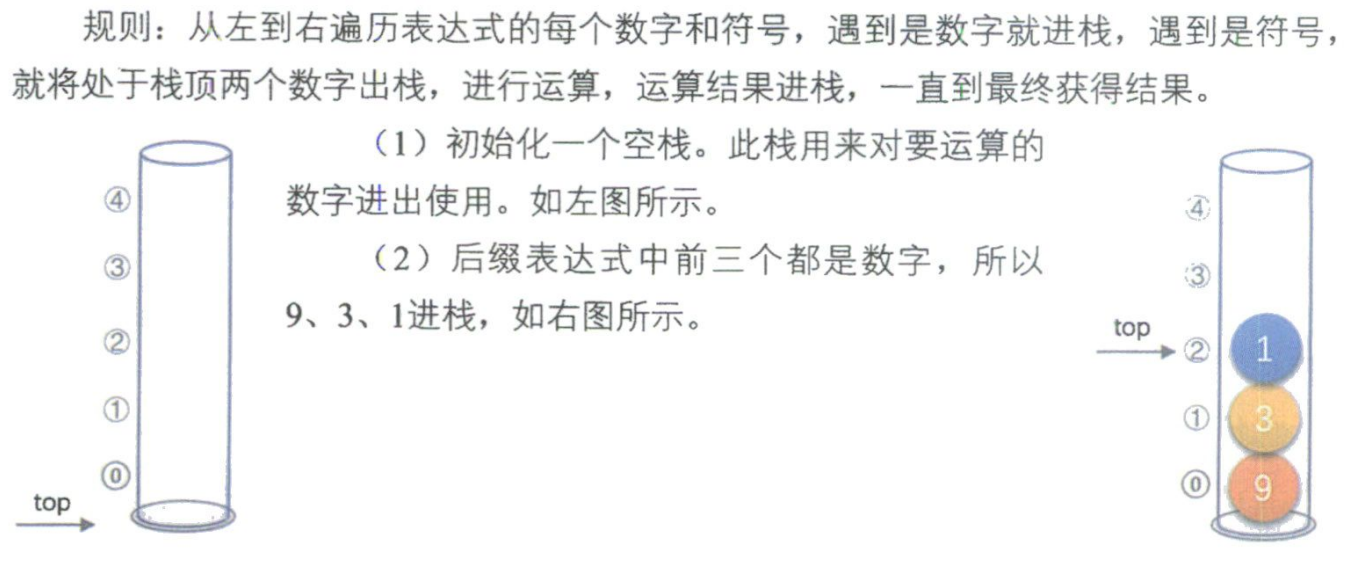 规则：从左到右遍历表达式的每个数字和符号，遇到是数字就进栈，遇到是符号，
就将处于栈顶两个数字出栈，进行运算，运算结果进栈，一直到最终获得结果。
（1）初始化一个空栈。此栈用来对要运算的
数字进出使用。如左图所示。
（2）后缀表达式中前三个都是数字，所以
9、3、1进栈，如右图所示。
④
③
②
①
⓪
top
④
③
top
②
1
①
3
⓪
9